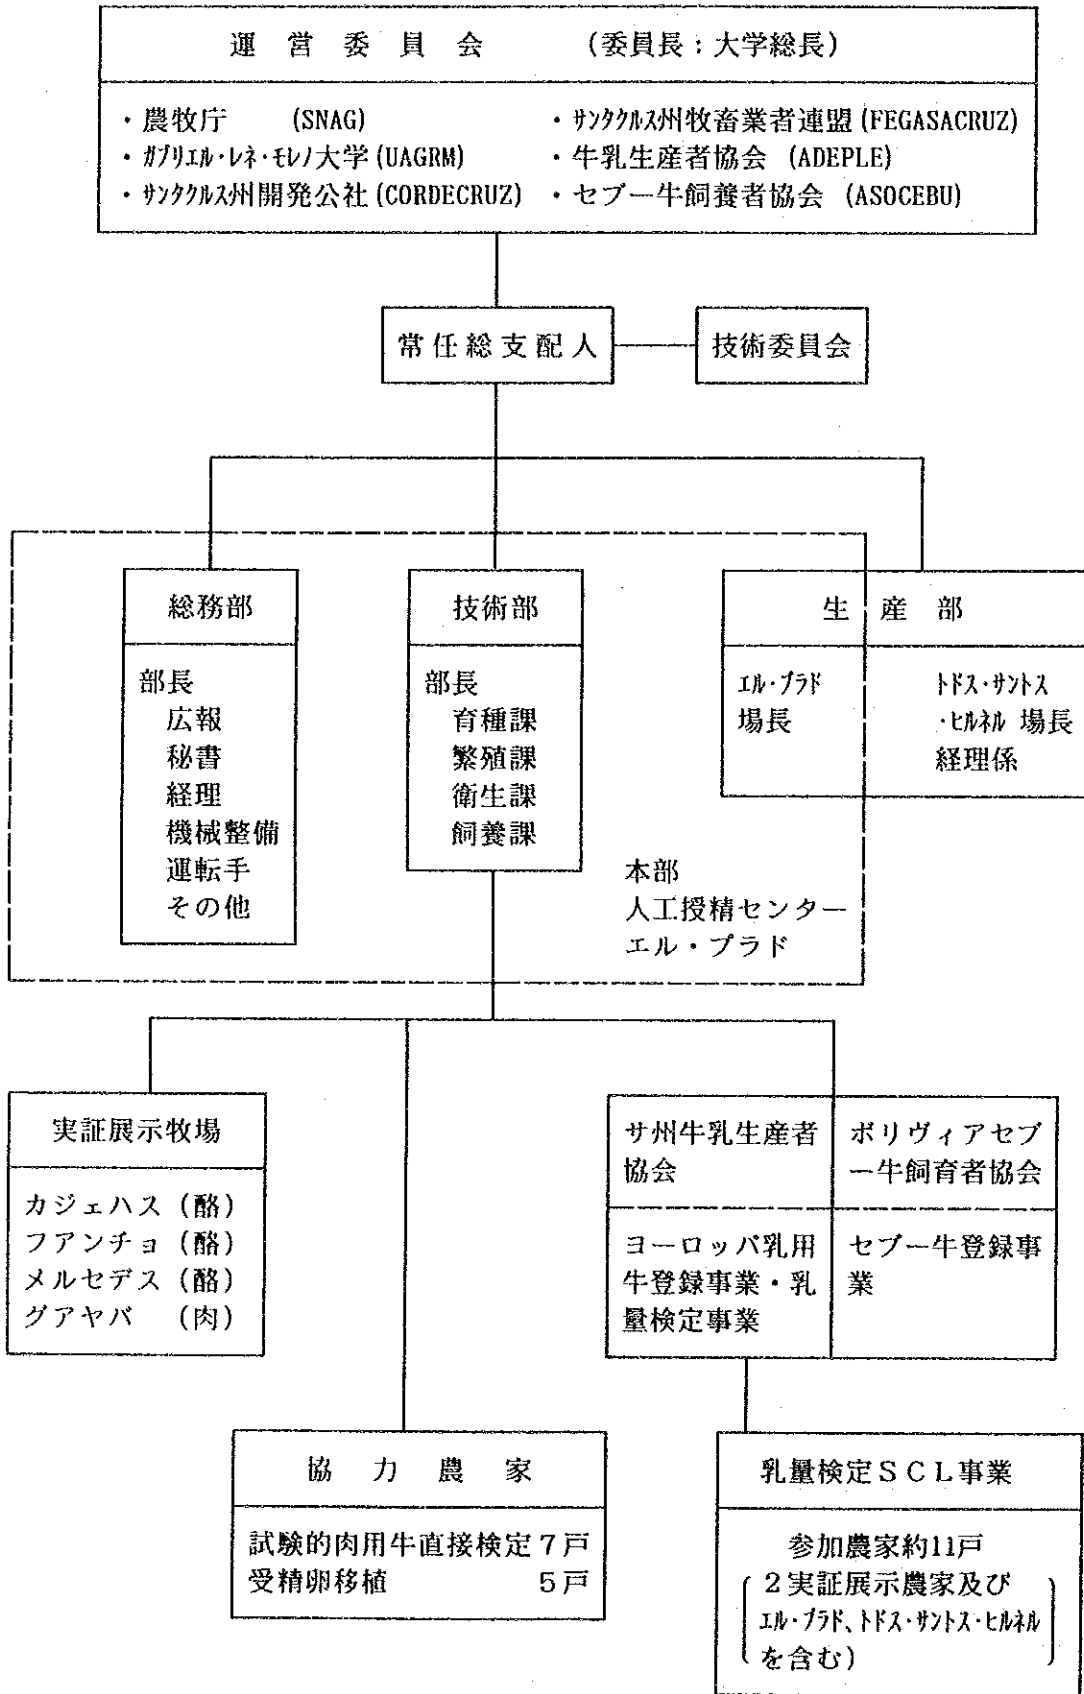 運営委員会 (委員長：大学総長)
・農牧庁 (SNAG)
・ガブリエル・レネ・モレノ大学 (UAGRM)
・サンタクルス州開発公社 (CORDECRUZ)
・サンタクルス州牧畜業者連盟 (FEGASACRUZ)
・牛乳生産者協会 (ADEPLE)
・セブー牛飼養者協会 (ASOCEBU)
常任総支配人
技術委員会
総務部
部長
広報
秘書
経理
機械整備
運転手
その他
技術部
部長
育種課
繁殖課
衛生課
飼養課
生産部
エル・プラド
場長
トドス・サントス
・ヒルネル 場長
経理係
本部
人工授精センター
エル・プラド
実証展示牧場
カジェハス (酪)
フアンチョ (酪)
メルセデス (酪)
グアヤバ (肉)
サ州牛乳生産者
協会
ボリヴィアセブ
ー牛飼育者協会
ヨーロッパ乳用
牛登録事業・乳
量検定事業
セブー牛登録事
業
協力農家
試験的肉用牛直接検定7戸
受精卵移植 5戸
乳量検定ＳＣＬ事業
参加農家約11戸
２実証展示農家及び
エル・プラド、トドス・サントス・ヒルネル
を含む)